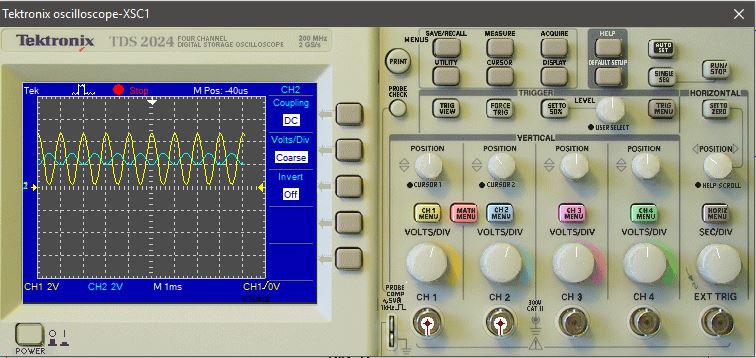 Tektronix oscilloscope-XSC1
Tektronix TDS 2024 FOUR CHANNEL DIGITAL STORAGE OSCILLOSCOPE 200 MHz 2 GS/s
Tek Stop M Pos: -40us CH2
Coupling
DC
Volts/Div
Coarse
Invert
Off
2
CH1 2V CH2 2V M 1ms CH1 0V
POWER
MENUS
SAVE/RECALL MEASURE ACQUIRE
UTILITY CURSOR DISPLAY
PRINT
PROBE CHECK
HELP
DEFAULT SETUP
AUTO SET
SINGLE SEQ
RUN/STOP
TRIGGER
TRIG VIEW
FORCE TRIG
SET TO 50%
LEVEL
USER SELECT
TRIG MENU
HORIZONTAL
SET TO ZERO
VERTICAL
POSITION POSITION POSITION POSITION POSITION
CURSOR 1 CURSOR 2 HELP SCROLL
CH 1 MENU
MATH MENU
CH 2 MENU
CH 3 MENU
CH 4 MENU
HORIZ MENU
VOLTS/DIV VOLTS/DIV VOLTS/DIV VOLTS/DIV SEC/DIV
PROBE COMP
~5V
1kHz
CH 1 CH 2 CH 3 CH 4 EXT TRIG
300V
CAT II